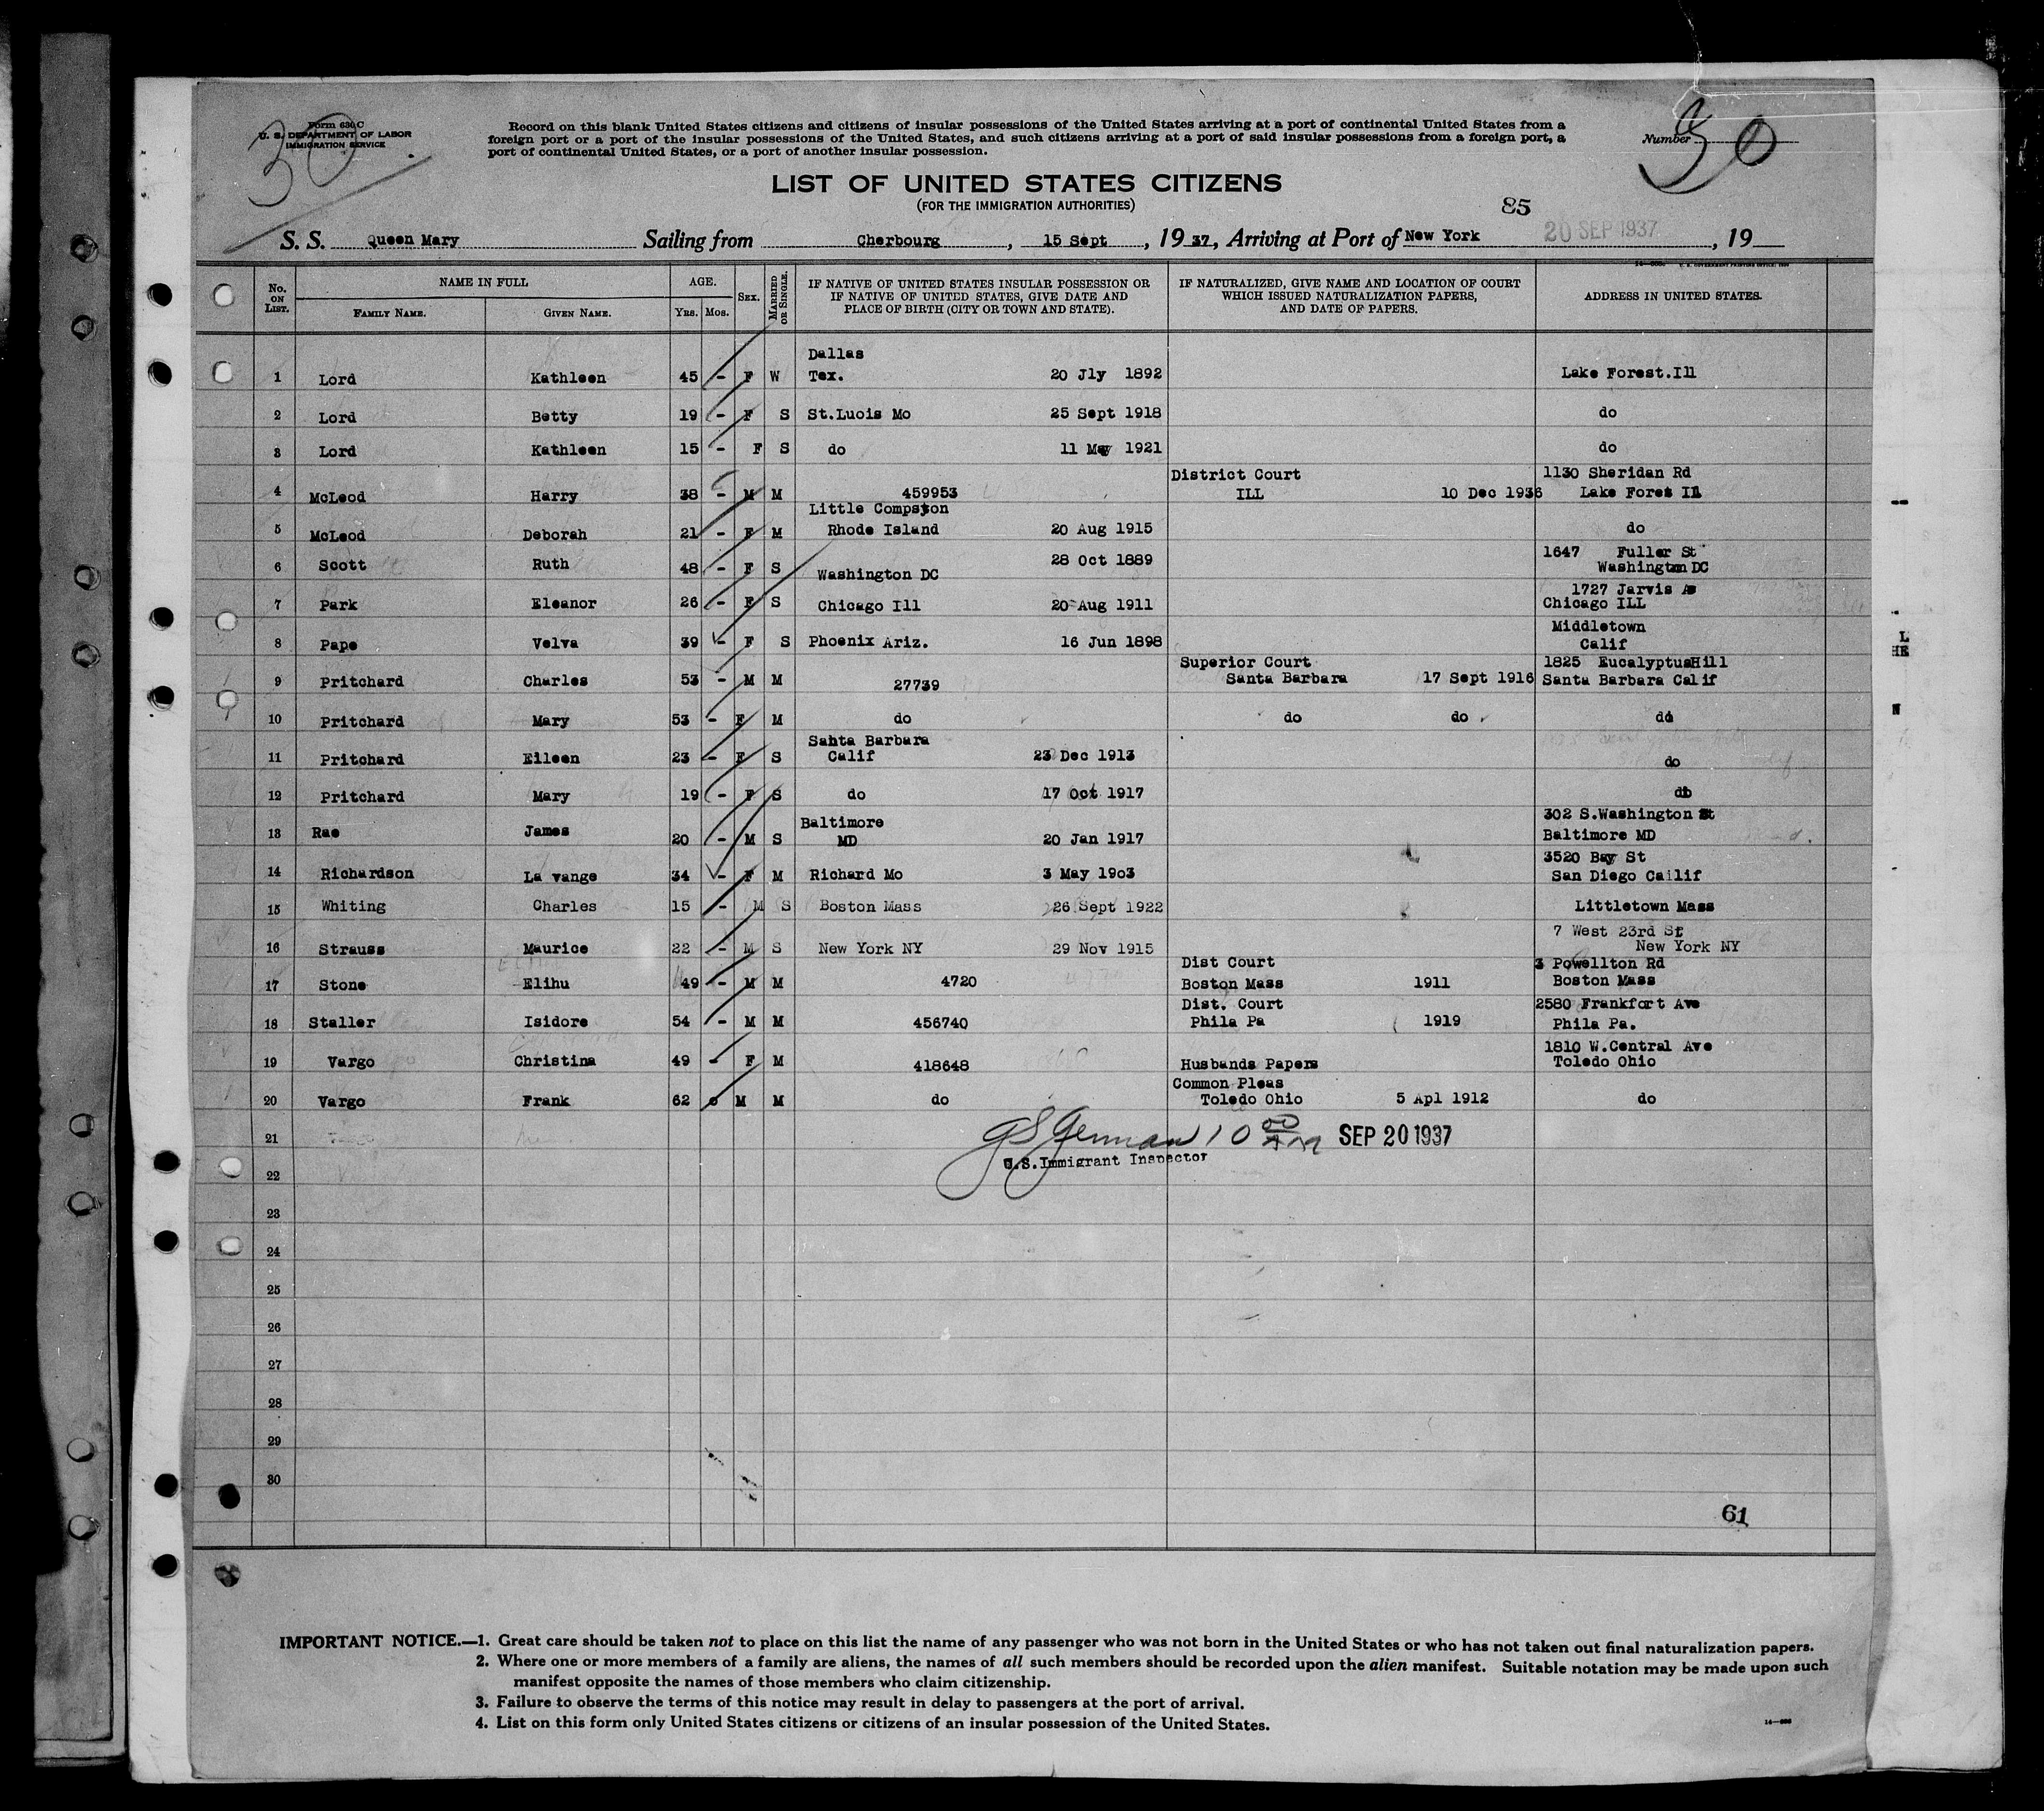 Form 630 C
U. S. DEPARTMENT OF LABOR
IMMIGRATION SERVICE
30
Record on this blank United States citizens and citizens of insular possessions of the United States arriving at a port of continental United States from a
foreign port or a port of the insular possessions of the United States, and such citizens arriving at a port of said insular possessions from a foreign port, a
port of continental United States, or a port of another insular possession.
Number 30
LIST OF UNITED STATES CITIZENS
(FOR THE IMMIGRATION AUTHORITIES)
85
S. S. Queen Mary Sailing from Cherbourg, 15 Sept, 1937, Arriving at Port of New York 20 SEP 1937, 19
No. ON LIST. NAME IN FULL AGE. SEX. MARRIED OR SINGLE. IF NATIVE OF UNITED STATES INSULAR POSSESSION OR IF NATIVE OF UNITED STATES, GIVE DATE AND PLACE OF BIRTH (CITY OR TOWN AND STATE). IF NATURALIZED, GIVE NAME AND LOCATION OF COURT WHICH ISSUED NATURALIZATION PAPERS, AND DATE OF PAPERS. ADDRESS IN UNITED STATES.
FAMILY NAME. GIVEN NAME. YRS. MOS.
Dallas
1 Lord Kathleen 45 - F W Tex. 20 Jly 1892 Lake Forest.Ill
2 Lord Betty 19 - F S St.Luois Mo 25 Sept 1918 do
3 Lord Kathleen 15 - F S do 11 May 1921 do
District Court 1130 Sheridan Rd
4 McLeod Harry 38 - M M 459953 ILL 10 Dec 1936 Lake Fores Ill
Little Compston
5 McLeod Deborah 21 - F M Rhode Island 20 Aug 1915 do
1647 Fuller St
6 Scott Ruth 48 - F S Washington DC 28 Oct 1889 Washington DC
1727 Jarvis
7 Park Eleanor 26 - F S Chicago Ill 20 Aug 1911 Chicago ILL
Middletown
8 Pape Velva 39 - F S Phoenix Ariz. 16 Jun 1898 Calif
Superior Court 1825 EucalyptusHill
9 Pritchard Charles 53 - M M 27739 Santa Barbara 17 Sept 1916 Santa Barbara Calif
10 Pritchard Mary 53 - F M do do do do
Santa Barbara
11 Pritchard Eileen 23 - F S Calif 23 Dec 1913 do
12 Pritchard Mary 19 - F S do 17 Oct 1917 do
Baltimore 302 S.Washington St
13 Rae James 20 - M S MD 20 Jan 1917 Baltimore MD
3520 Bay St
14 Richardson La vange 34 - F M Richard Mo 3 May 1903 San Diego Cailif
15 Whiting Charles 15 - M S Boston Mass 26 Sept 1922 Littletown Mass
7 West 23rd St
16 Strauss Maurice 22 - M S New York NY 29 Nov 1915 New York NY
Dist Court 3 Powellton Rd
17 Stone Elihu 49 - M M 4720 Boston Mass 1911 Boston Mass
Dist. Court 2580 Frankfort Ave
18 Staller Isidore 54 - M M 456740 Phila Pa 1919 Phila Pa.
1810 W.Central Ave
19 Vargo Christina 49 - F M 418648 Husbands Papers Toledo Ohio
Common Pleas
20 Vargo Frank 62 M M do Toledo Ohio 5 Apl 1912 do
21 10 00 SEP 20 1937
U.S.Immigrant Inspector
22
23
24
25
26
27
28
29
30
61
IMPORTANT NOTICE.—1. Great care should be taken not to place on this list the name of any passenger who was not born in the United States or who has not taken out final naturalization papers.
2. Where one or more members of a family are aliens, the names of all such members should be recorded upon the alien manifest. Suitable notation may be made upon such
manifest opposite the names of those members who claim citizenship.
3. Failure to observe the terms of this notice may result in delay to passengers at the port of arrival.
4. List on this form only United States citizens or citizens of an insular possession of the United States.